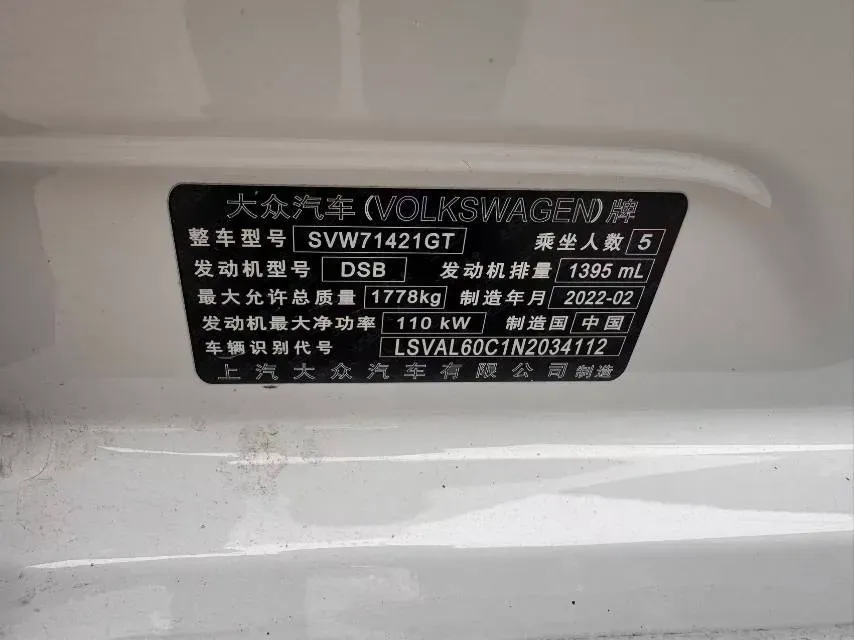 大众汽车(VOLKSWAGEN)牌
整车型号 SVW71421GT 乘坐人数 5
发动机型号 DSB 发动机排量 1395 mL
最大允许总质量 1778kg 制造年月 2022-02
发动机最大净功率 110 kW 制造国 中国
车辆识别代号 LSVAL60C1N2034112
上汽大众汽车有限公司制造